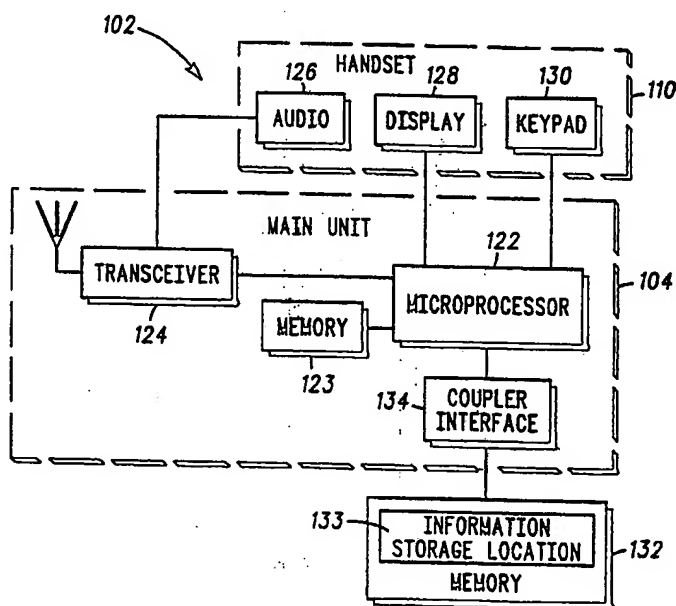 102
HANDSET
126
128
130
110
AUDIO
DISPLAY
KEYPAD
MAIN UNIT
122
TRANSCEIVER
MICROPROCESSOR
104
124
MEMORY
123
134
COUPLER
INTERFACE
133
INFORMATION
STORAGE LOCATION
132
MEMORY